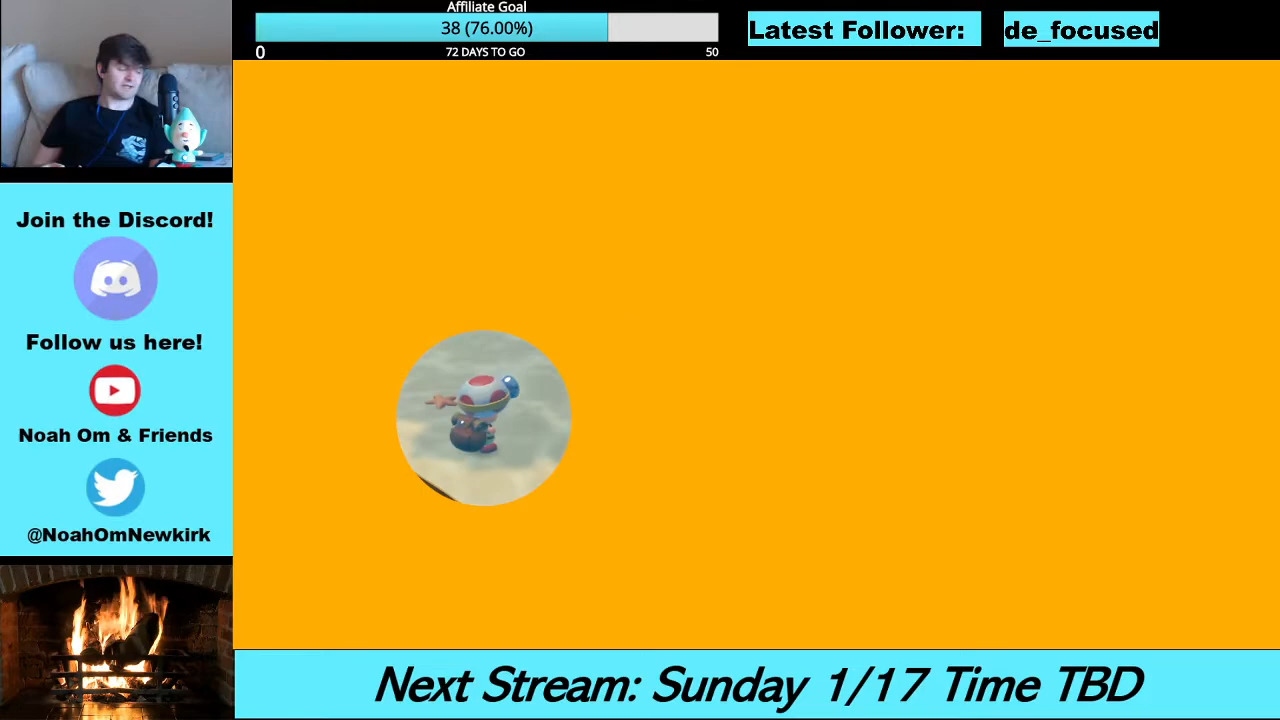 Affiliate Goal
38 (76.00%)
0 72 DAYS TO GO 50
Latest Follower: de_focused
Join the Discord!
Follow us here!
Noah Om & Friends
@NoahOmNewkirk
Next Stream: Sunday 1/17 Time TBD